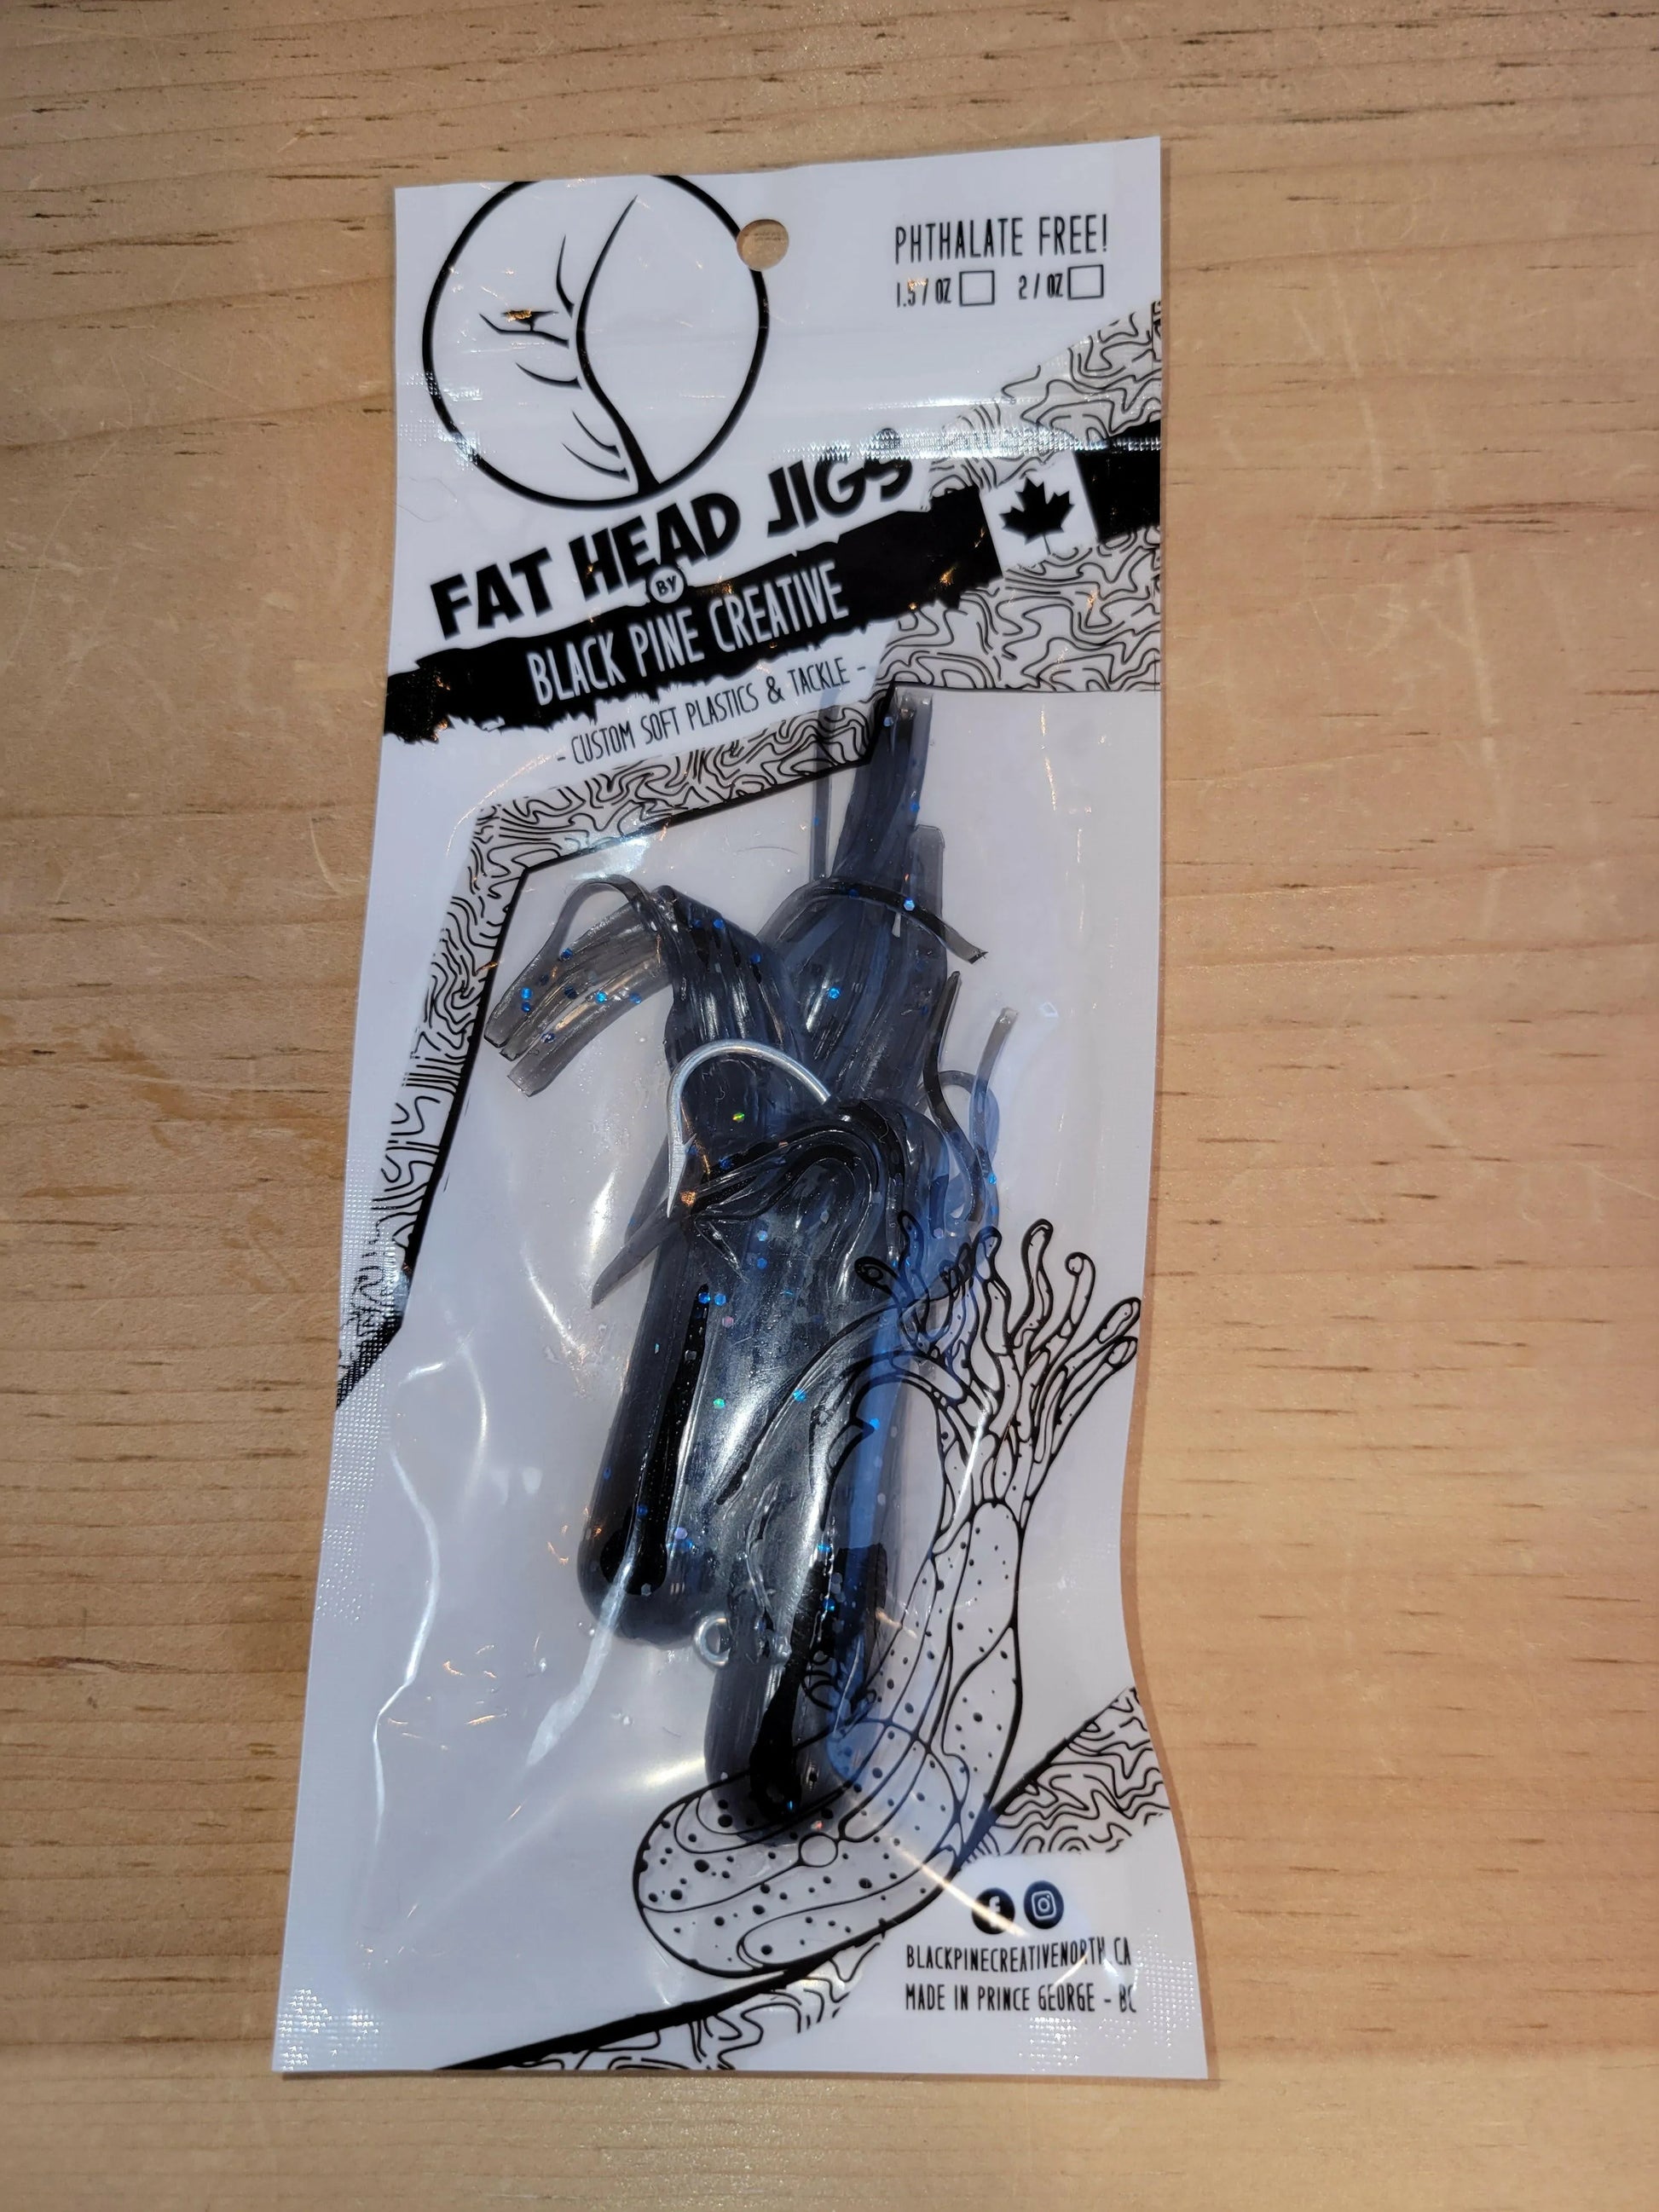 PHTHALATE FREE!
1.5 / OZ 2 / OZ
FAT HEAD JIGS
BY
BLACK PINE CREATIVE
- CUSTOM SOFT PLASTICS & TACKLE -
BLACKPINECREATIVENORTH.CA
MADE IN PRINCE GEORGE - BC